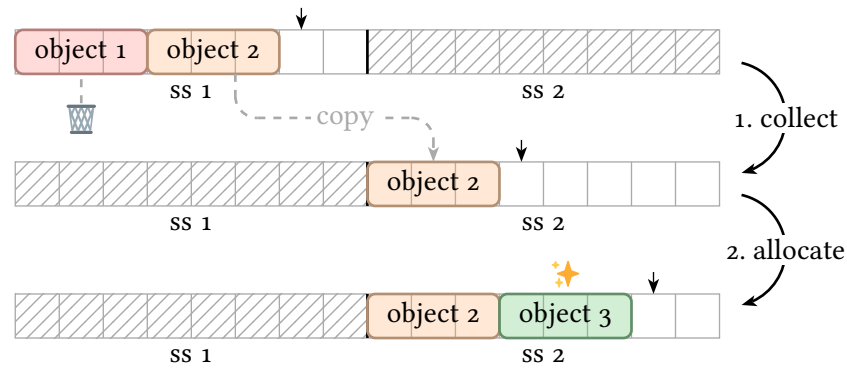 object 1 object 2
ss 1 ss 2
1. collect
copy
object 2
ss 1 ss 2
2. allocate
object 2 object 3
ss 1 ss 2